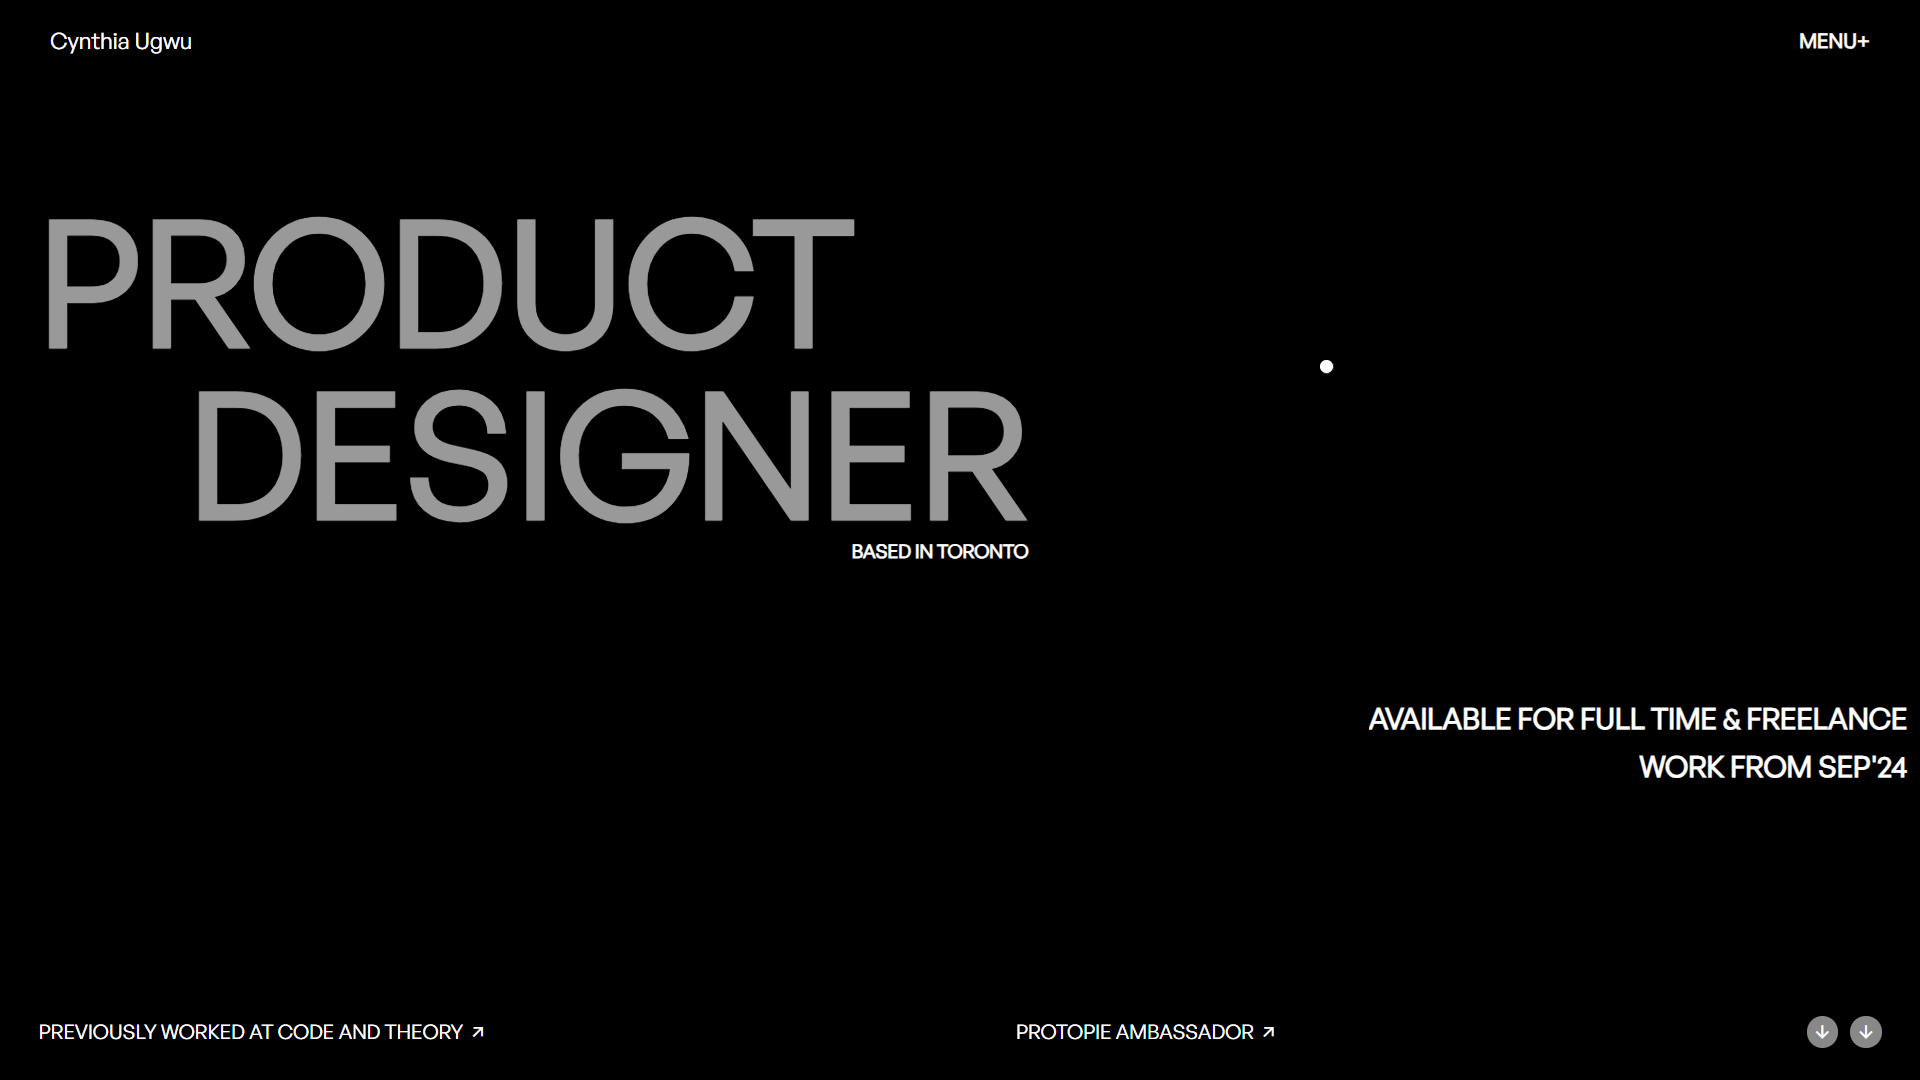 Cynthia Ugwu
MENU+
PRODUCT
DESIGNER
BASED IN TORONTO
AVAILABLE FOR FULL TIME & FREELANCE
WORK FROM SEP'24
PREVIOUSLY WORKED AT CODE AND THEORY
PROTOPIE AMBASSADOR